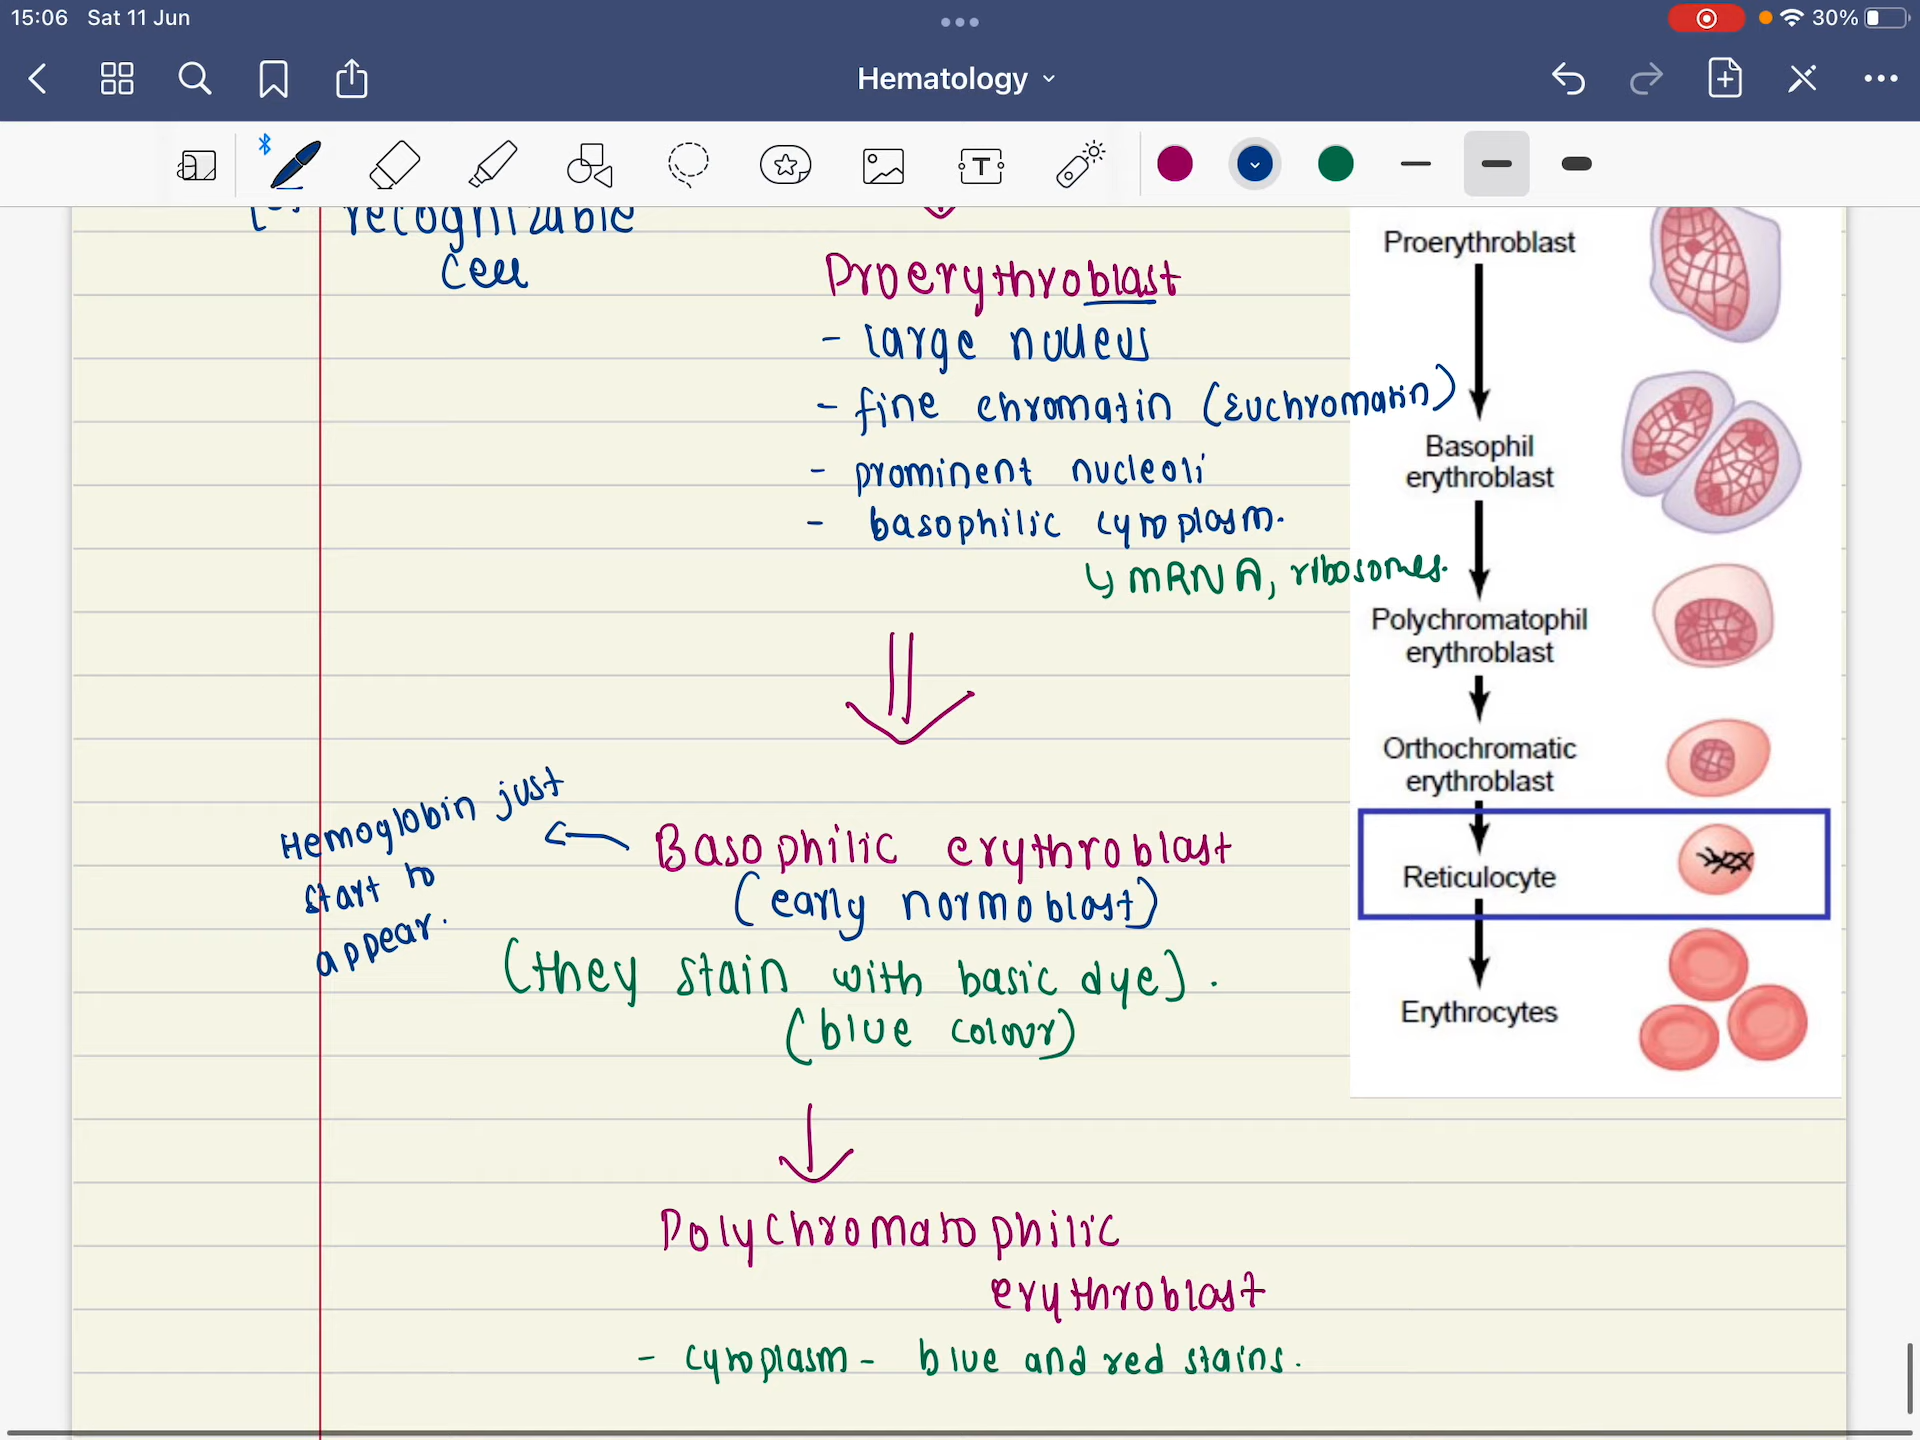 15:06 Sat 11 Jun
30%
Hematology
T
1st recognizable
cell
Proerythroblast
- large nucleus
- fine chromatin (Euchromatin)
- prominent nucleoli
- basophilic cytoplasm.
↳ mRNA, ribosomes.
Hemoglobin just
start to
appear.
Basophilic erythroblast
(early normoblast)
(they stain with basic dye).
(blue colour)
Polychromatophilic
erythroblast
- cytoplasm - blue and red stains.
Proerythroblast
Basophil
erythroblast
Polychromatophil
erythroblast
Orthochromatic
erythroblast
Reticulocyte
Erythrocytes